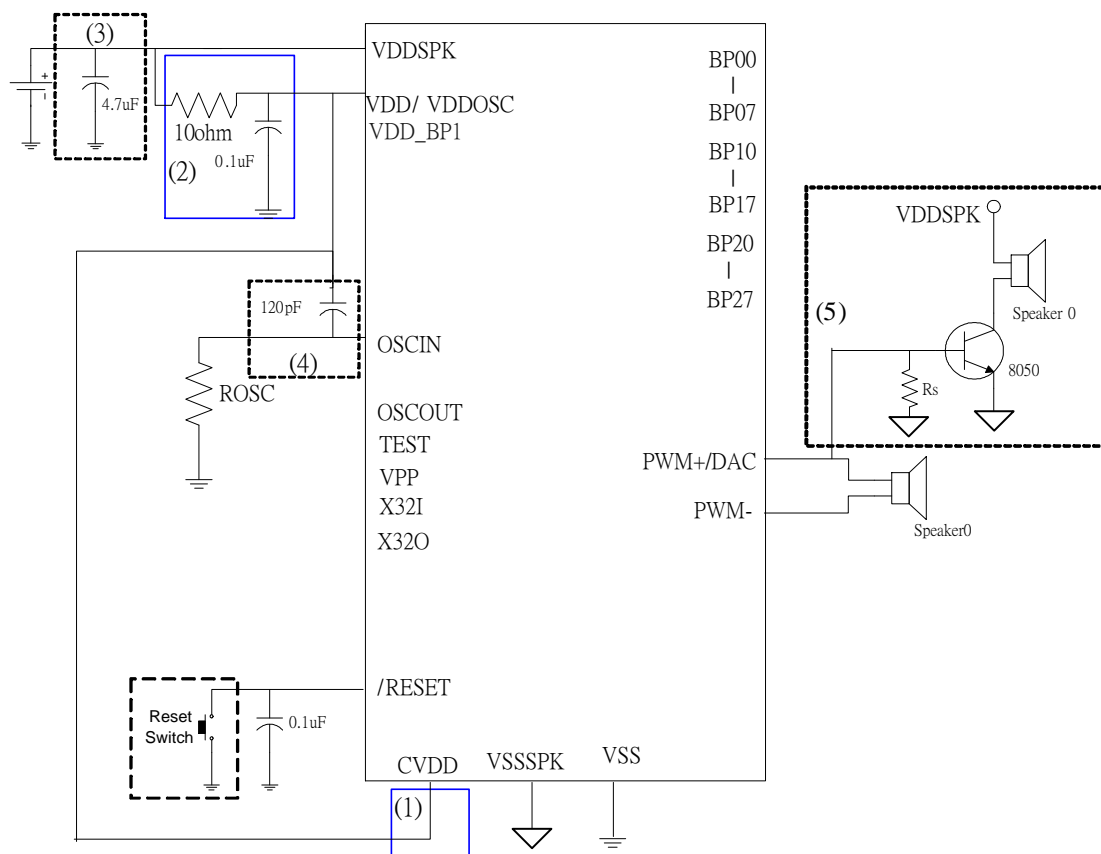 (3)
VDDSPK
+
-
4.7uF
10ohm
(2)
0.1uF
VDD/ VDDOSC
VDD_BP1
BP00
BP07
BP10
BP17
BP20
BP27
VDDSPK
Speaker 0
(5)
8050
Rs
120pF
(4)
OSCIN
ROSC
OSCOUT
TEST
VPP
X32I
X32O
PWM+/DAC
PWM-
Speaker0
/RESET
Reset
Switch
0.1uF
CVDD
VSSSPK
VSS
(1)